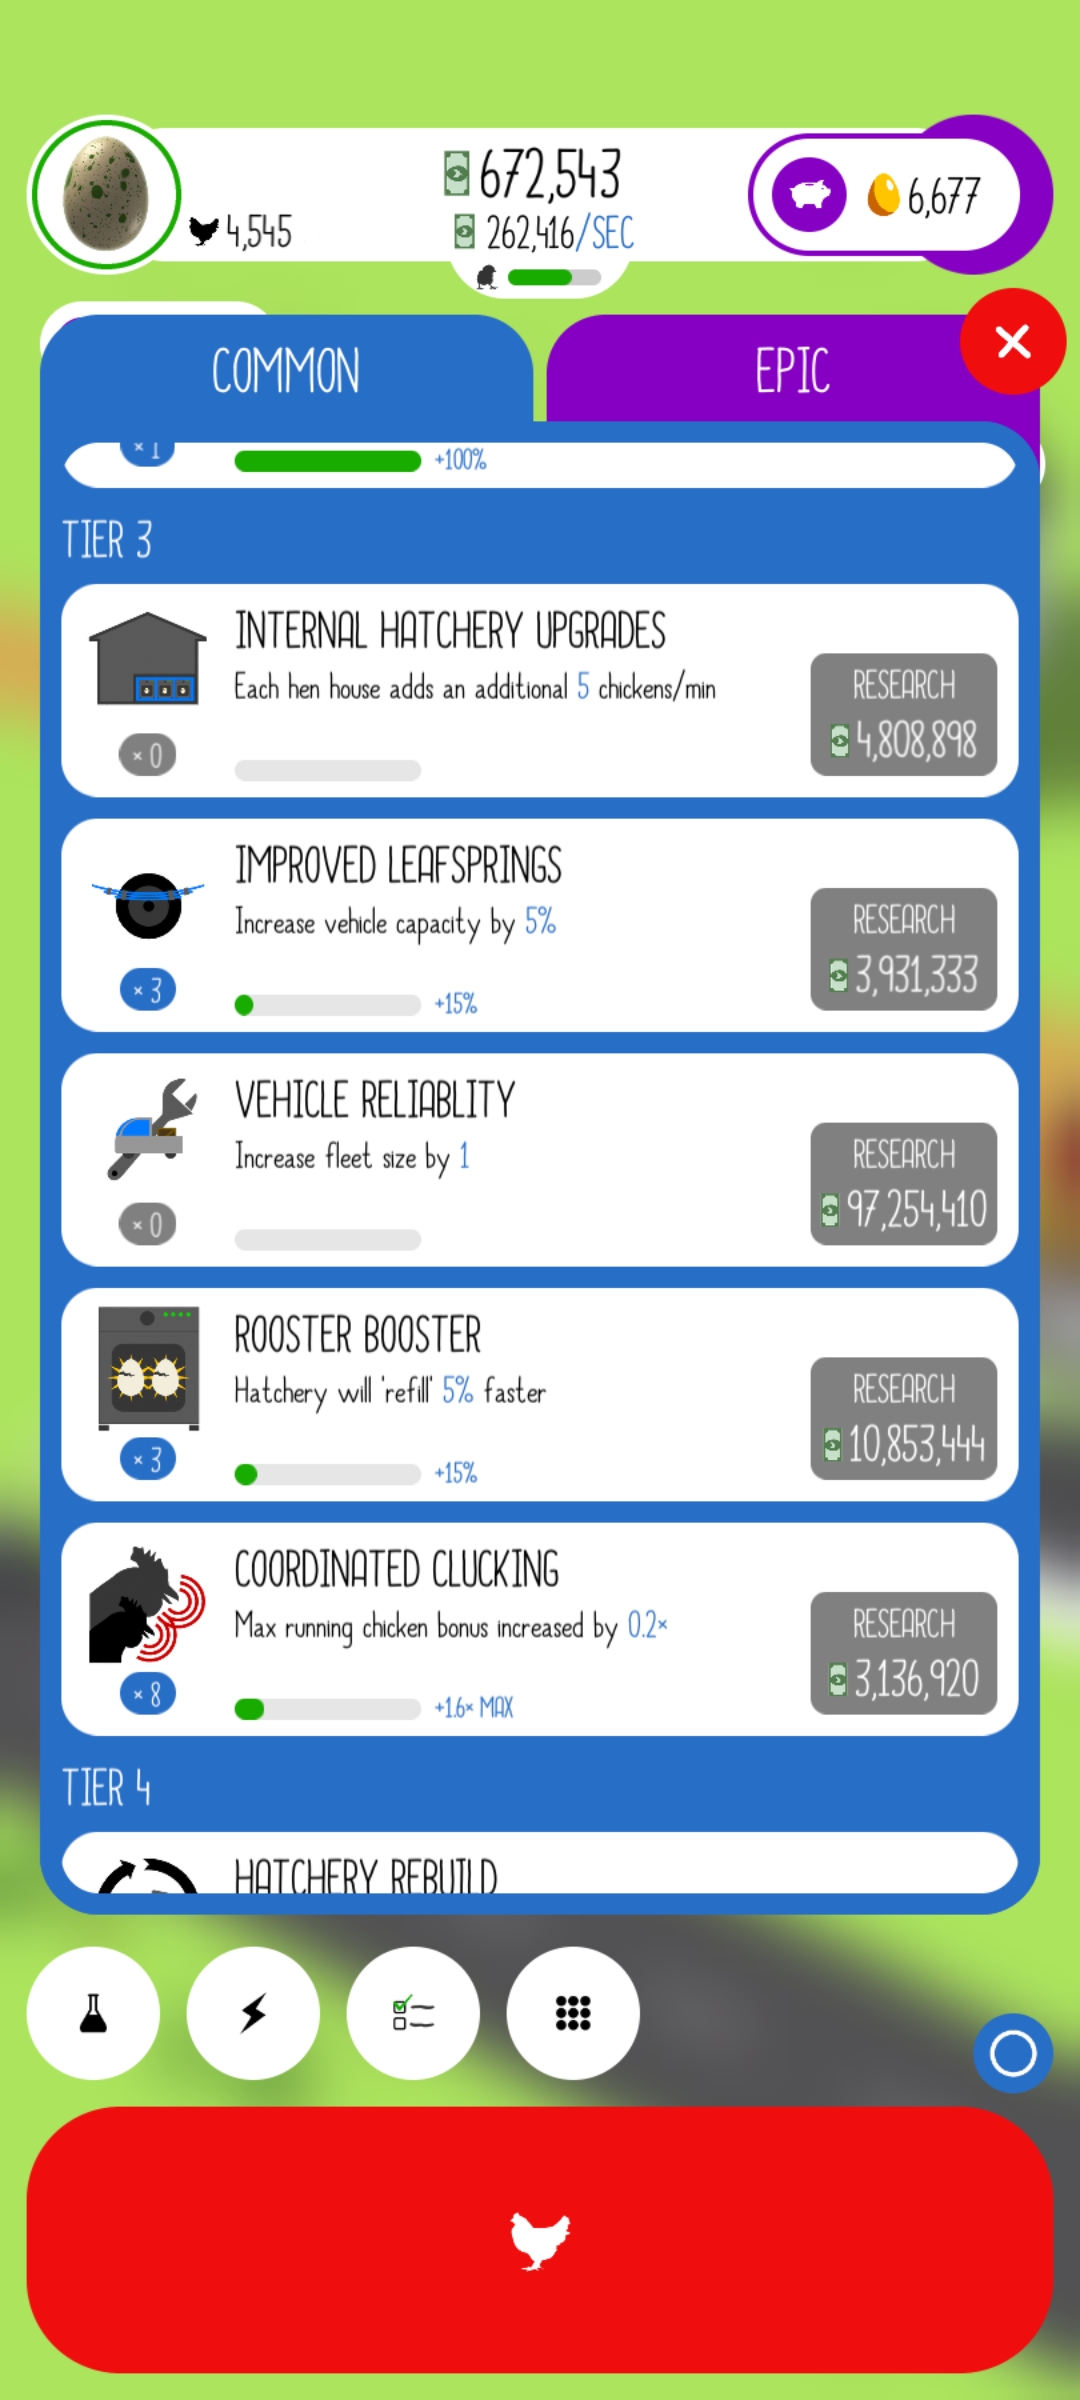 672,543
4,545
262,416/SEC
6,677
COMMON
EPIC
× 1
+100%
TIER 3
INTERNAL HATCHERY UPGRADES
Each hen house adds an additional 5 chickens/min
× 0
RESEARCH
4,808,898
IMPROVED LEAFSPRINGS
Increase vehicle capacity by 5%
× 3
+15%
RESEARCH
3,931,333
VEHICLE RELIABLITY
Increase fleet size by 1
× 0
RESEARCH
97,254,410
ROOSTER BOOSTER
Hatchery will 'refill' 5% faster
× 3
+15%
RESEARCH
10,853,444
COORDINATED CLUCKING
Max running chicken bonus increased by 0.2×
× 8
+1.6× MAX
RESEARCH
3,136,920
TIER 4
HATCHERY REBUILD